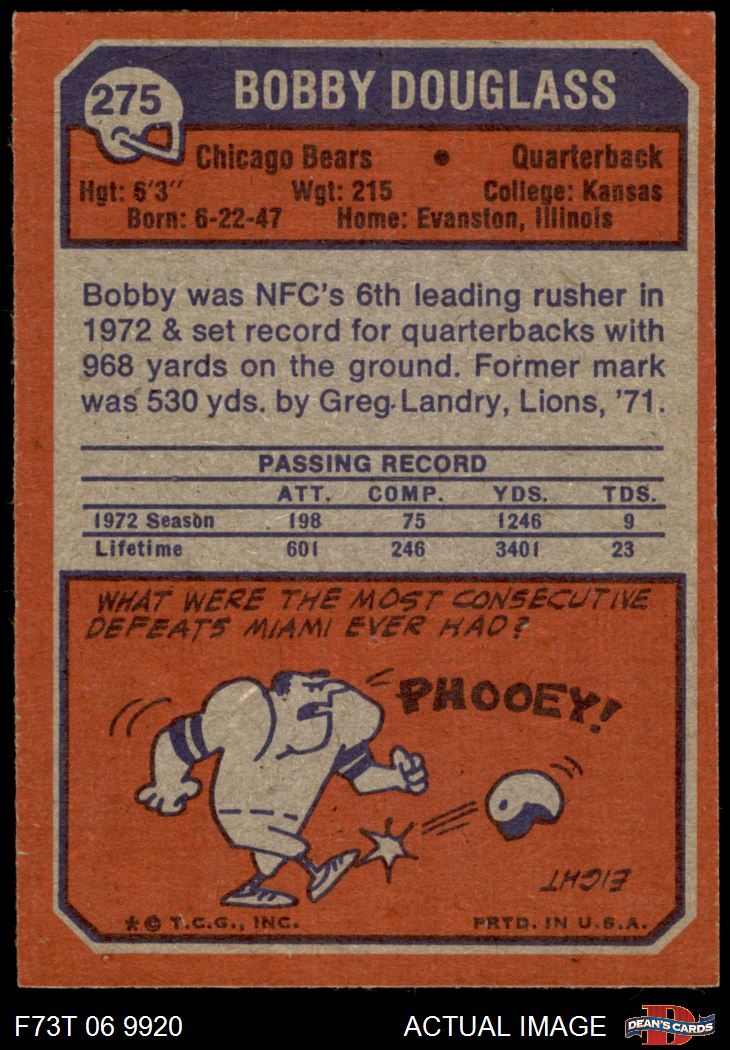 275
BOBBY DOUGLASS
Chicago Bears • Quarterback
Hgt: 6'3" Wgt: 215 College: Kansas
Born: 6-22-47 Home: Evanston, Illinois
Bobby was NFC's 6th leading rusher in
1972 & set record for quarterbacks with
968 yards on the ground. Former mark
was 530 yds. by Greg Landry, Lions, '71.
PASSING RECORD
ATT. COMP. YDS. TDS.
1972 Season 198 75 1246 9
Lifetime 601 246 3401 23
WHAT WERE THE MOST CONSECUTIVE
DEFEATS MIAMI EVER HAD?
PHOOEY!
EIGHT
* © T.C.G., INC. PRTD. IN U.S.A.
F73T 06 9920 ACTUAL IMAGE
D
DEAN'S CARDS